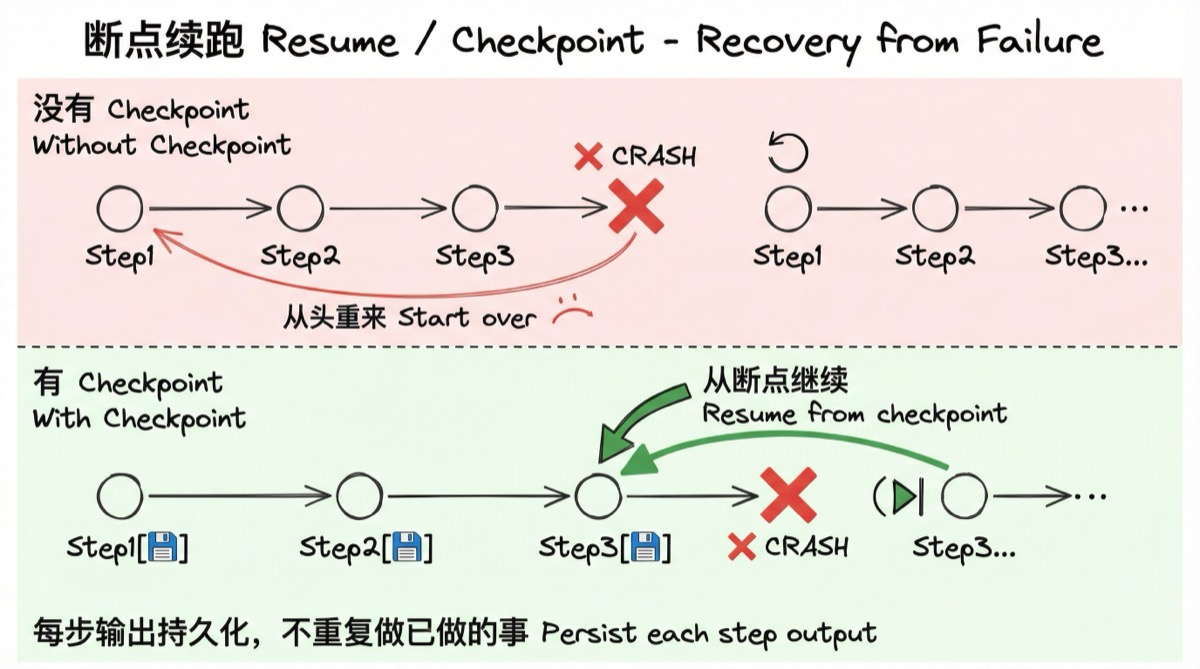 断点续跑 Resume / Checkpoint - Recovery from Failure
没有 Checkpoint
Without Checkpoint
❌ CRASH
Step1
Step2
Step3
Step1
Step2
Step3...
从头重来 Start over
有 Checkpoint
With Checkpoint
从断点继续
Resume from checkpoint
Step1[💾]
Step2[💾]
Step3[💾]
❌ CRASH
Step3...
每步输出持久化，不重复做已做的事 Persist each step output